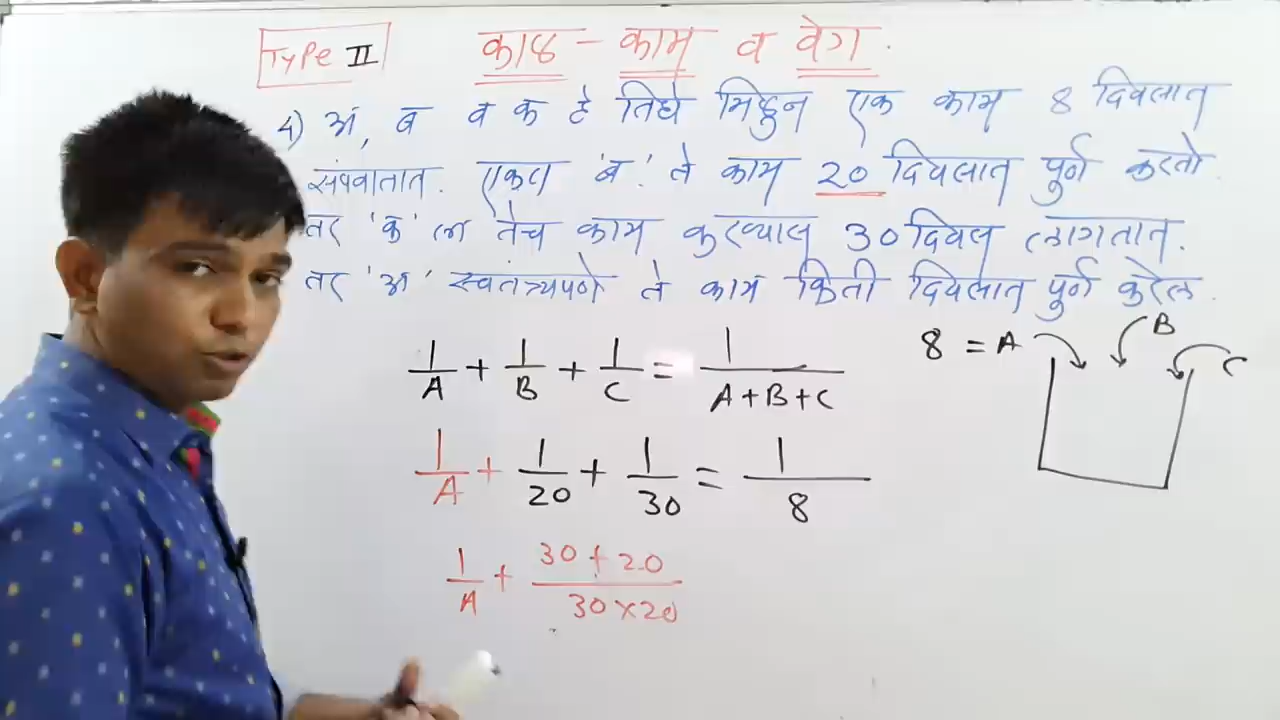 Type II
काळ - काम व वेग.
4) अ, ब व क हे तिघे मिळुन एक काम 8 दिवसात
संपवतात. एकटा 'ब' ते काम 20 दिवसात पुर्ण करतो
तर 'क' ला तेच काम करण्यास 30 दिवस लागतात.
तर 'अ' स्वतंत्र्यपणे ते काम किती दिवसात पुर्ण करेल.
1/A + 1/B + 1/C = 1/(A+B+C)
8 = A B C
1/A + 1/20 + 1/30 = 1/8
1/A + (30 + 20)/(30×20)